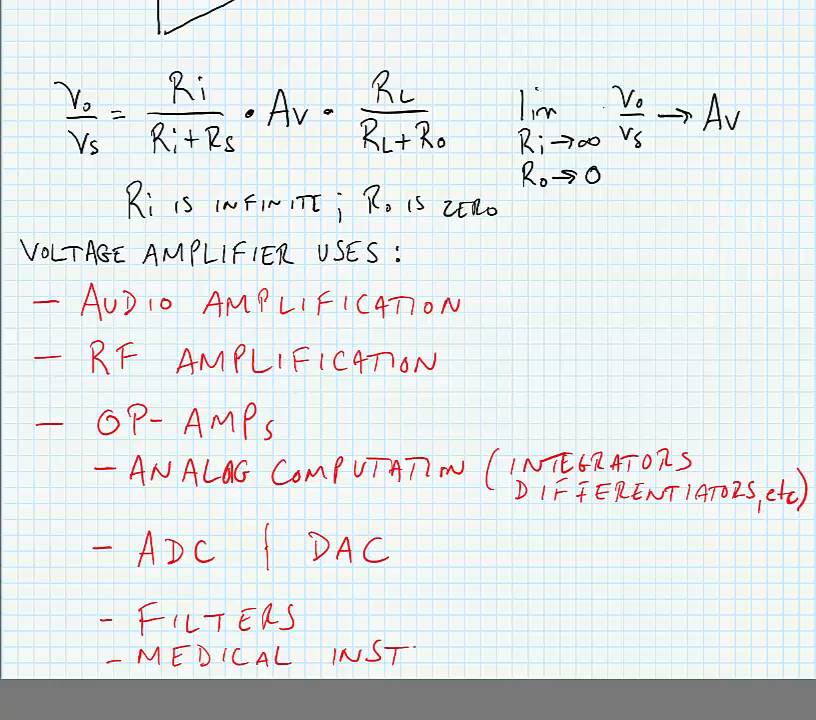 Vo/Vs = Ri/(Ri+Rs) • Av • RL/(RL+Ro)
lim Ri→∞ Ro→0 Vo/Vs → Av
Ri IS INFINITE; Ro IS ZERO
VOLTAGE AMPLIFIER USES:
— AUDIO AMPLIFICATION
— RF AMPLIFICATION
— OP-AMPs
— ANALOG COMPUTATION (INTEGRATORS
DIFFERENTIATORS, etc)
— ADC | DAC
- FILTERS
- MEDICAL INST